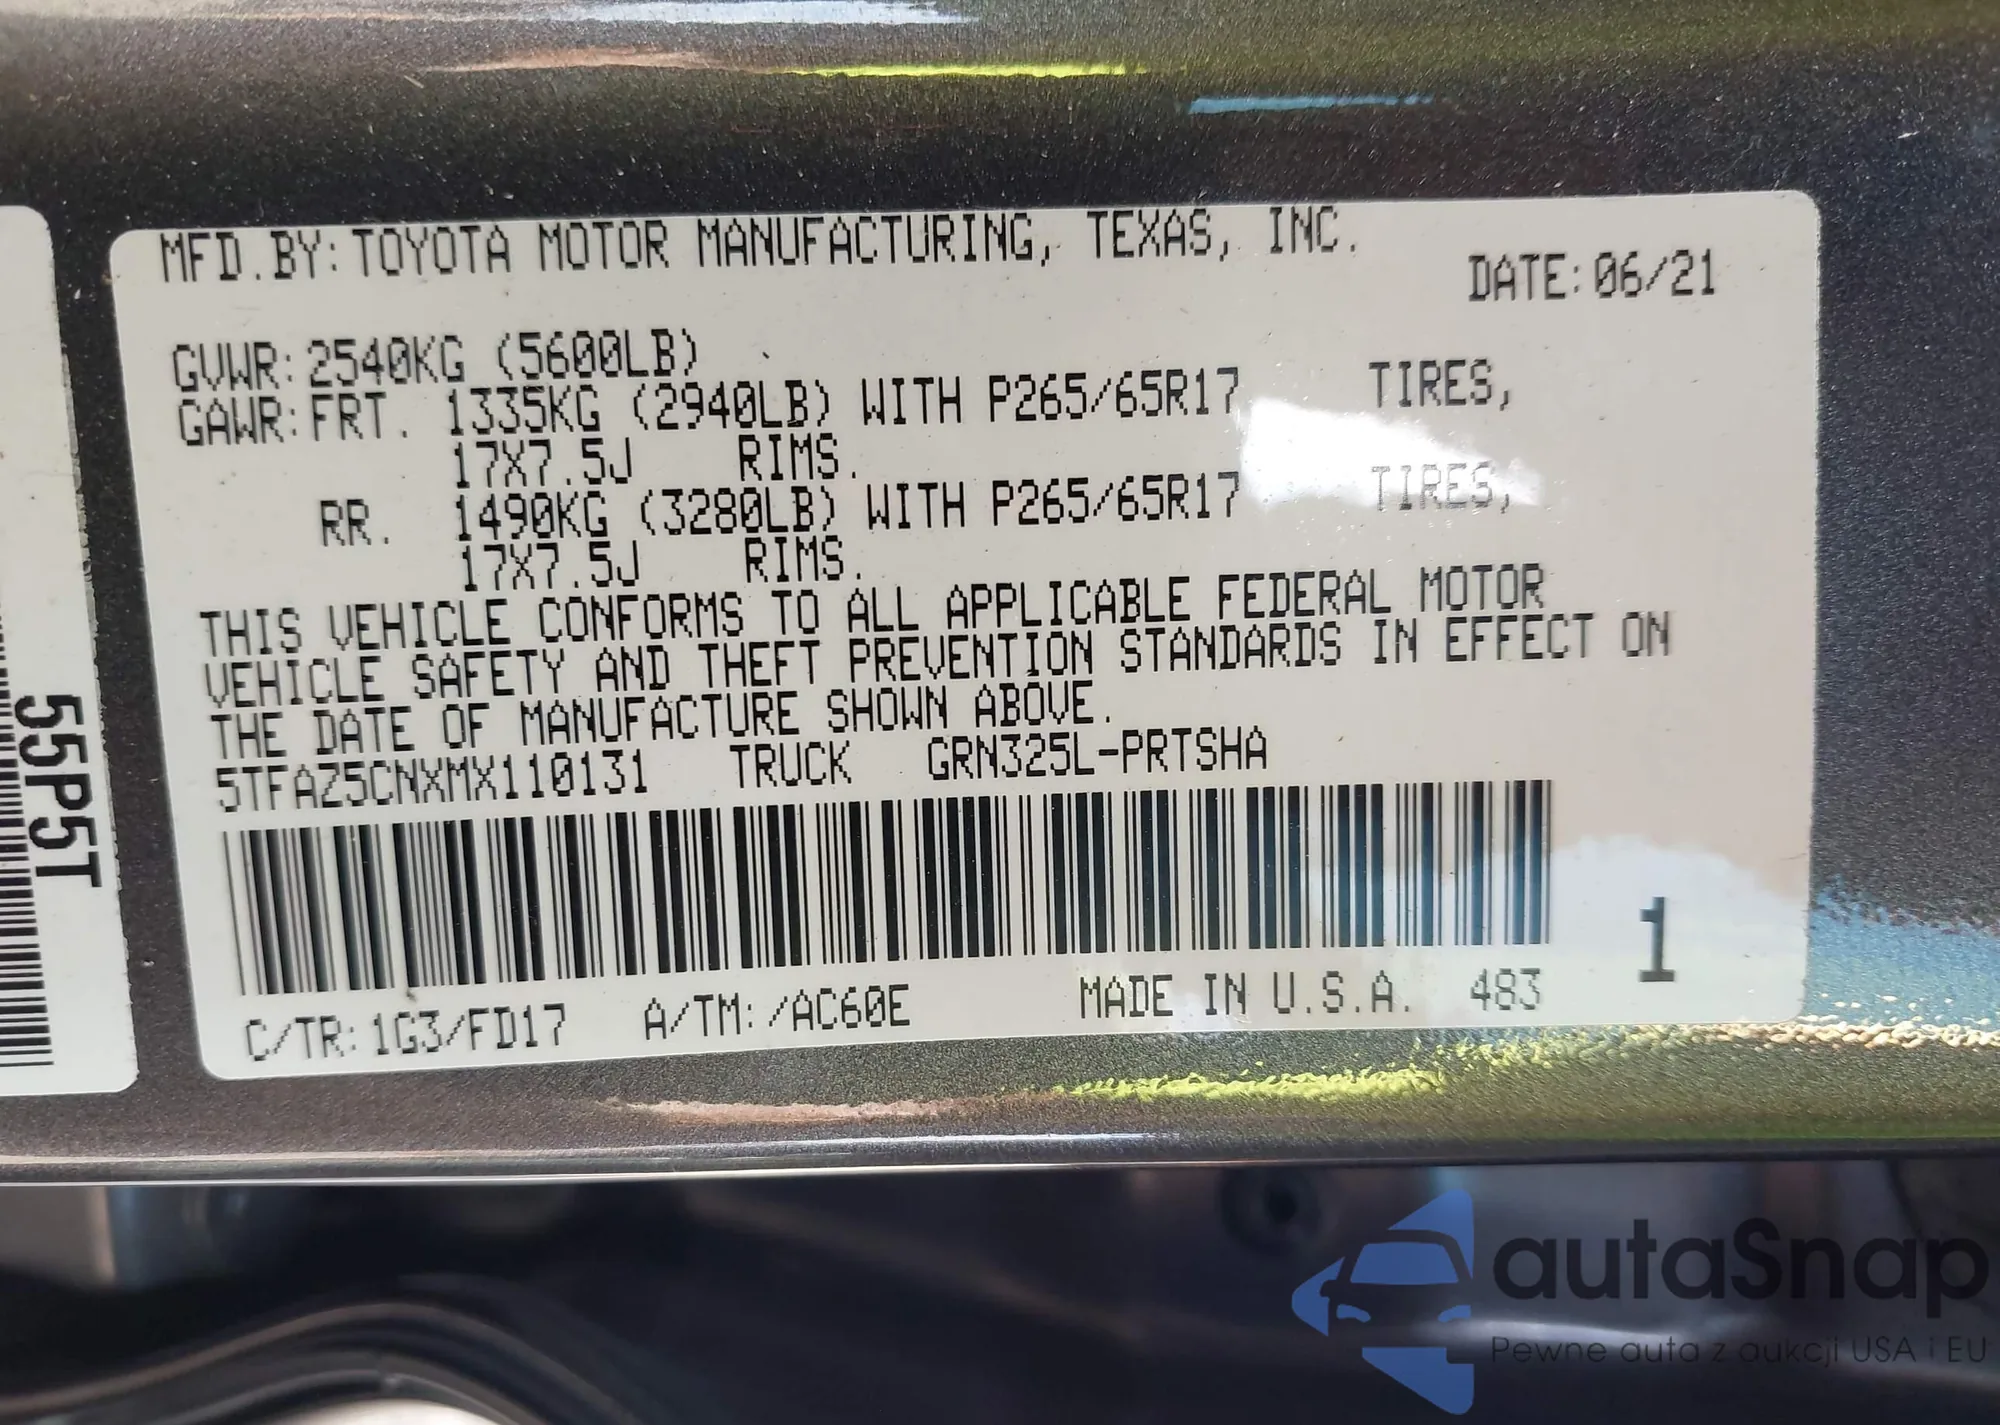 MFD.BY: TOYOTA MOTOR MANUFACTURING, TEXAS, INC.
DATE: 06/21
GVWR: 2540KG (5600LB)
GAWR: FRT. 1335KG (2940LB) WITH P265/65R17 TIRES,
17X7.5J RIMS.
RR. 1490KG (3280LB) WITH P265/65R17 TIRES,
17X7.5J RIMS.
THIS VEHICLE CONFORMS TO ALL APPLICABLE FEDERAL MOTOR
VEHICLE SAFETY AND THEFT PREVENTION STANDARDS IN EFFECT ON
THE DATE OF MANUFACTURE SHOWN ABOVE.
5TFAZ5CNXMX110131 TRUCK GRN325L-PRTSHA
C/TR: 1G3/FD17 A/TM: /AC60E MADE IN U.S.A. 483
1
55P5T
autaSnap
Pewne auta z aukcji USA i EU